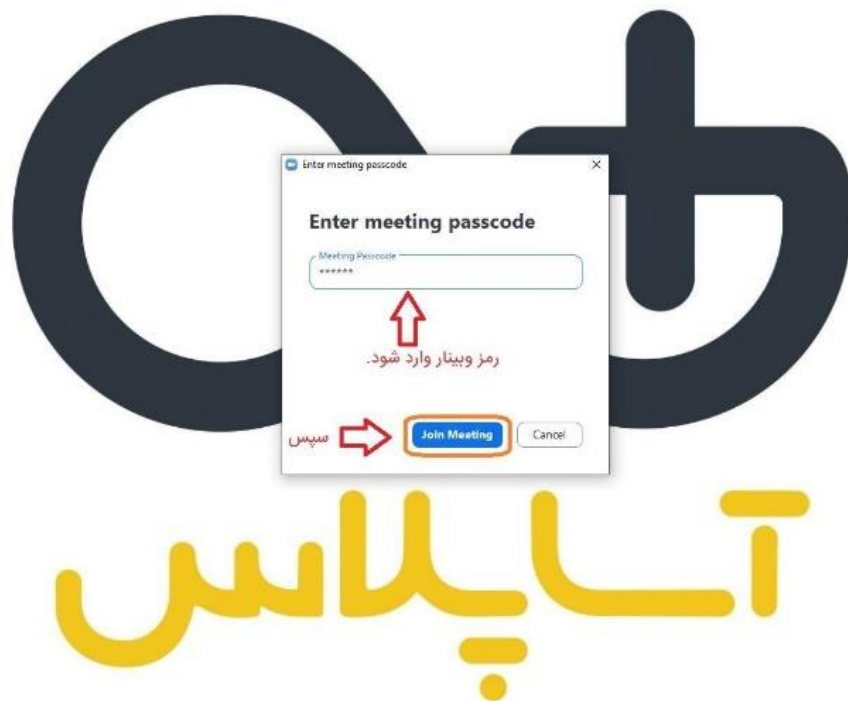 Enter meeting passcode
Enter meeting passcode
Meeting Passcode
******
رمز وبینار وارد شود.
سپس
Join Meeting
Cancel
آساپلاس